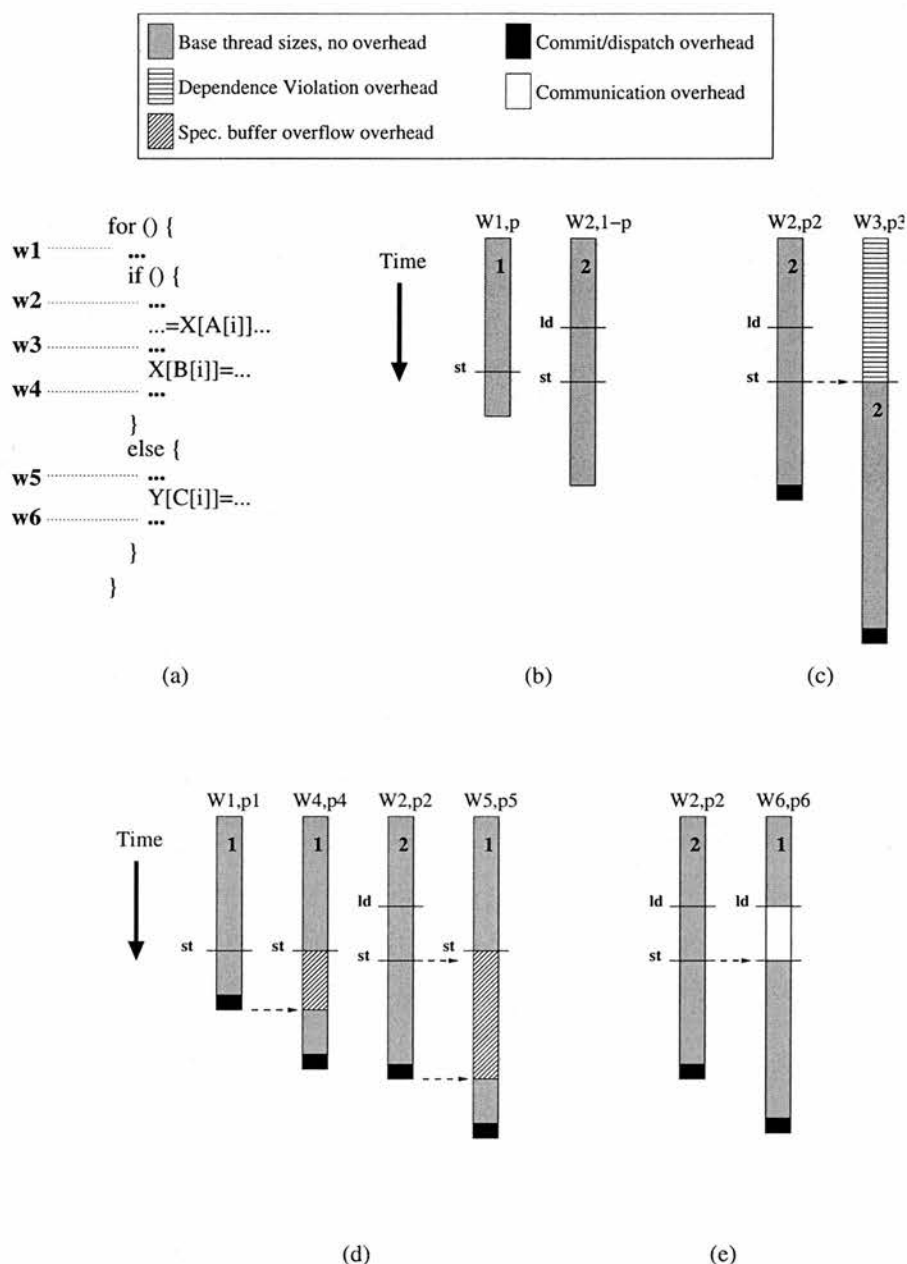 Base thread sizes, no overhead
Commit/dispatch overhead
Dependence Violation overhead
Communication overhead
Spec. buffer overflow overhead
for () {
w1 ...
if () {
w2 ...
...=X[A[i]]...
w3 ...
X[B[i]]=...
w4 ...
}
else {
w5 ...
Y[C[i]]=...
w6 ...
}
}
(a)
Time
W1,p
W2,1-p
1
2
ld
st
st
(b)
W2,p2
W3,p3
2
ld
st
2
(c)
Time
W1,p1
W4,p4
W2,p2
W5,p5
1
1
2
1
ld
st
st
st
st
(d)
W2,p2
W6,p6
2
1
ld
ld
st
(e)